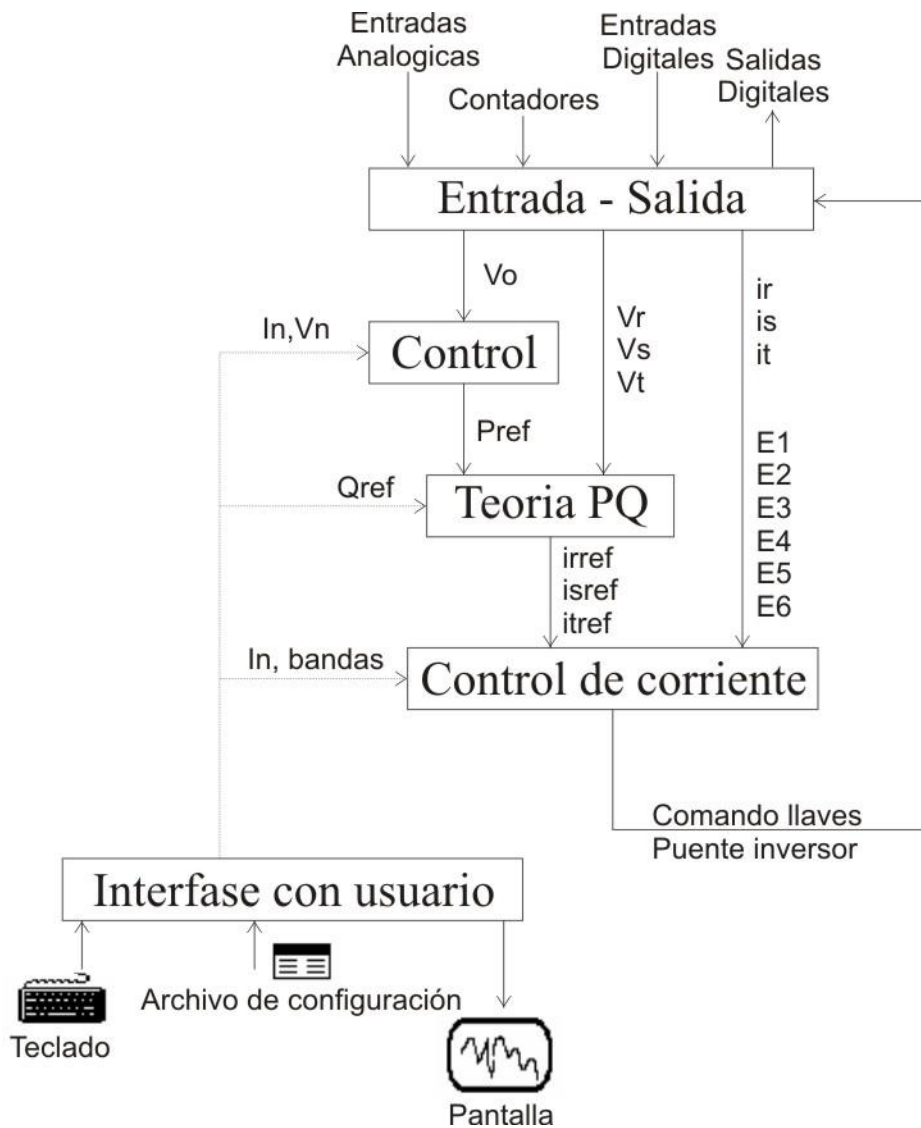 Entradas
Analogicas
Contadores
Entradas
Digitales
Salidas
Digitales
Entrada - Salida
Vo
Vr
Vs
Vt
ir
is
it
In,Vn
Control
Pref
E1
E2
E3
E4
E5
E6
Qref
Teoria PQ
irref
isref
itref
In, bandas
Control de corriente
Comando llaves
Puente inversor
Interfase con usuario
Archivo de configuración
Teclado
Pantalla